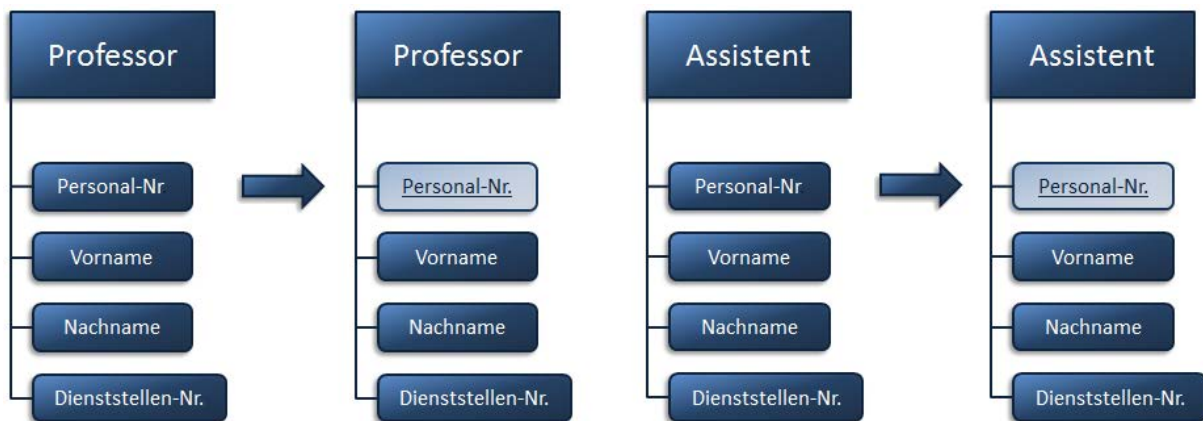 Professor
Professor
Assistent
Assistent
Personal-Nr
Personal-Nr.
Personal-Nr
Personal-Nr.
Vorname
Vorname
Vorname
Vorname
Nachname
Nachname
Nachname
Nachname
Dienststellen-Nr.
Dienststellen-Nr.
Dienststellen-Nr.
Dienststellen-Nr.